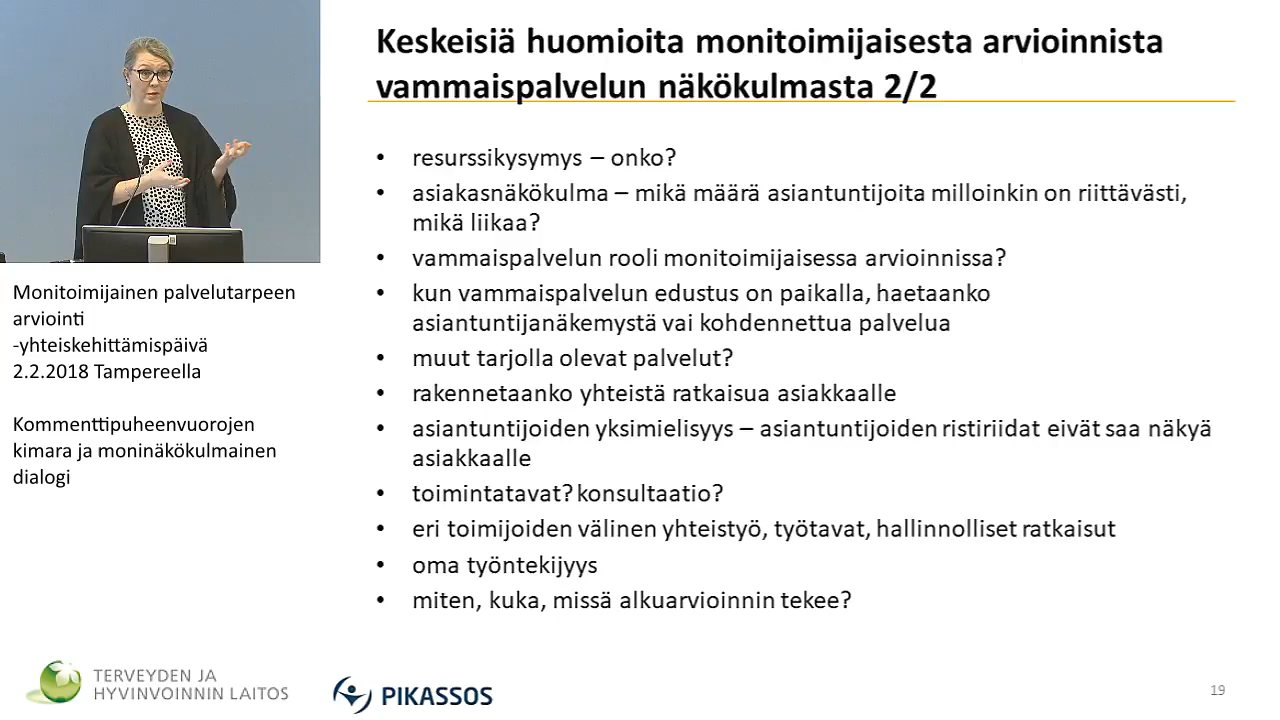 Keskeisiä huomioita monitoimijaisesta arvioinnista
vammaispalvelun näkökulmasta 2/2
• resurssikysymys – onko?
• asiakasnäkökulma – mikä määrä asiantuntijoita milloinkin on riittävästi,
mikä liikaa?
• vammaispalvelun rooli monitoimijaisessa arvioinnissa?
• kun vammaispalvelun edustus on paikalla, haetaanko
asiantuntijanäkemystä vai kohdennettua palvelua
• muut tarjolla olevat palvelut?
• rakennetaanko yhteistä ratkaisua asiakkaalle
• asiantuntijoiden yksimielisyys – asiantuntijoiden ristiriidat eivät saa näkyä
asiakkaalle
• toimintatavat? konsultaatio?
• eri toimijoiden välinen yhteistyö, työtavat, hallinnolliset ratkaisut
• oma työntekijyys
• miten, kuka, missä alkuarvioinnin tekee?
Monitoimijainen palvelutarpeen
arviointi
-yhteiskehittämispäivä
2.2.2018 Tampereella
Kommenttipuheenvuorojen
kimara ja moninäkökulmainen
dialogi
TERVEYDEN JA
HYVINVOINNIN LAITOS
PIKASSOS
19